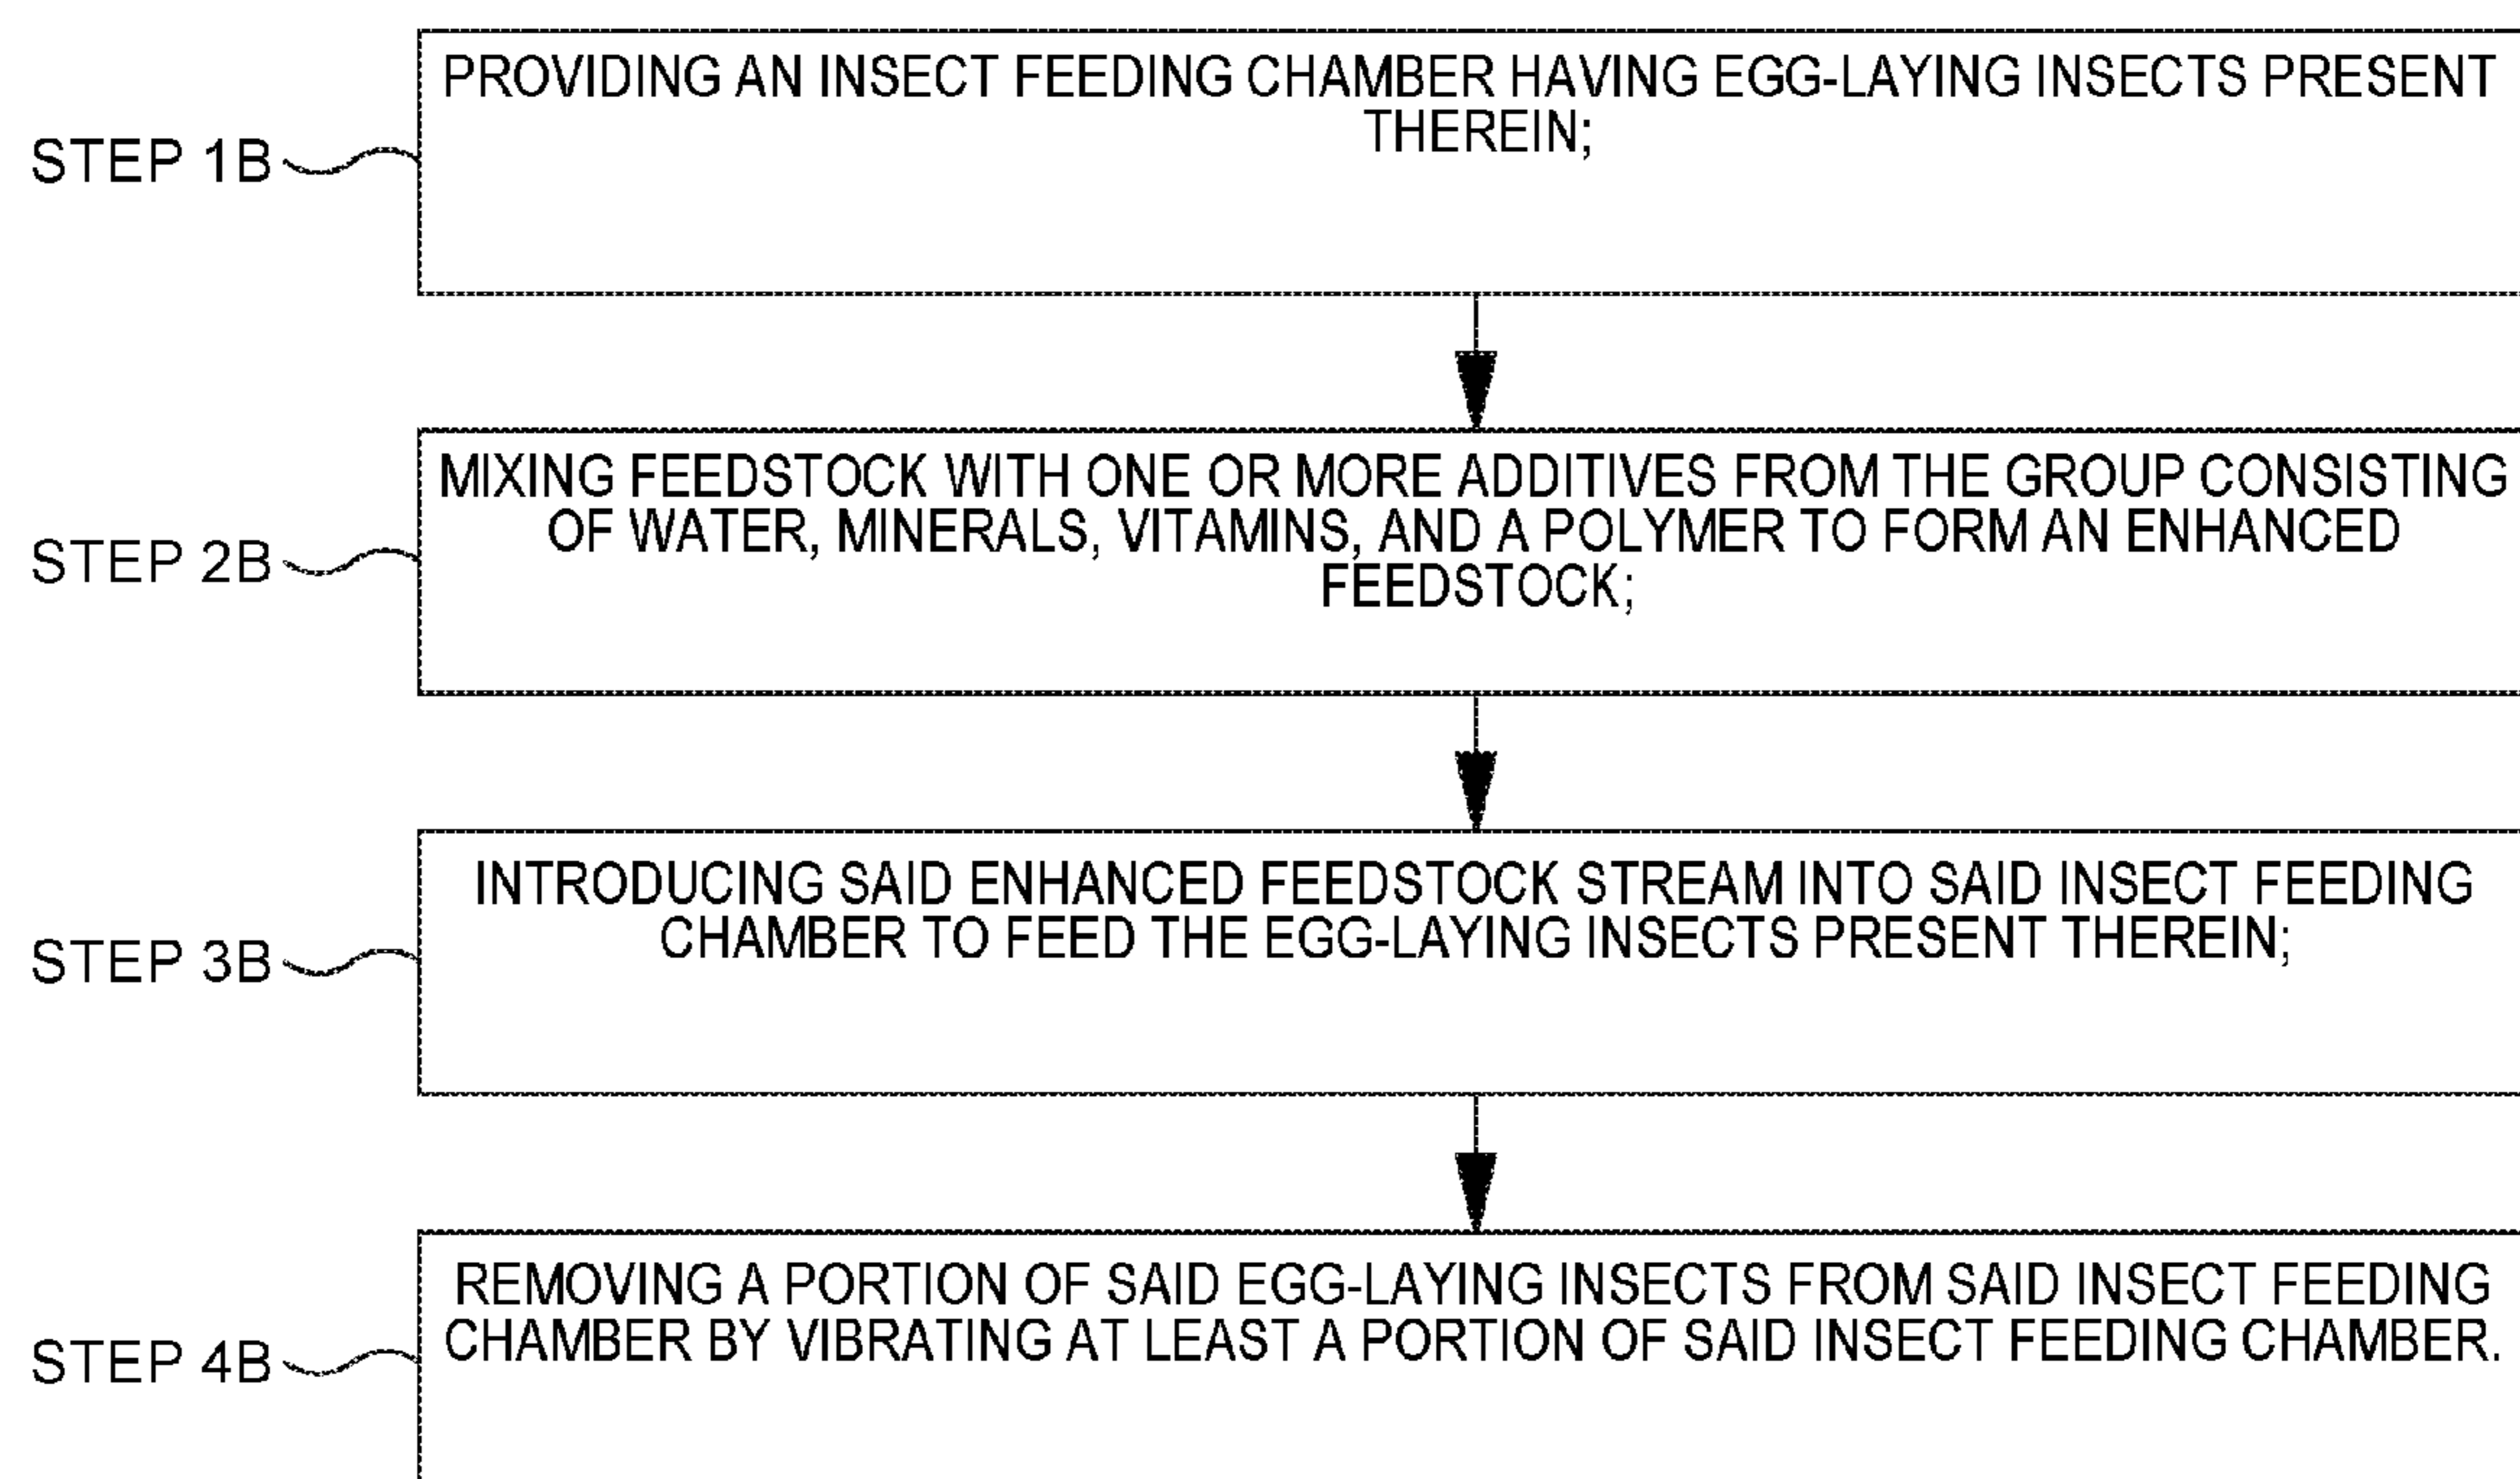 PROVIDING AN INSECT FEEDING CHAMBER HAVING EGG-LAYING INSECTS PRESENT
THEREIN;
STEP 1B
MIXING FEEDSTOCK WITH ONE OR MORE ADDITIVES FROM THE GROUP CONSISTING
OF WATER, MINERALS, VITAMINS, AND A POLYMER TO FORM AN ENHANCED
FEEDSTOCK;
STEP 2B
INTRODUCING SAID ENHANCED FEEDSTOCK STREAM INTO SAID INSECT FEEDING
CHAMBER TO FEED THE EGG-LAYING INSECTS PRESENT THEREIN;
STEP 3B
REMOVING A PORTION OF SAID EGG-LAYING INSECTS FROM SAID INSECT FEEDING
CHAMBER BY VIBRATING AT LEAST A PORTION OF SAID INSECT FEEDING CHAMBER.
STEP 4B